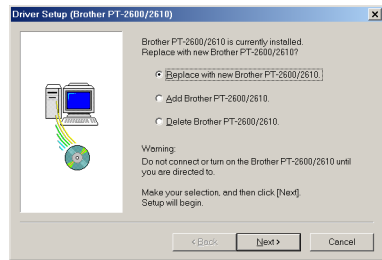 Driver Setup (Brother PT-2600/2610)
Brother PT-2600/2610 is currently installed.
Replace with new Brother PT-2600/2610?
Replace with new Brother PT-2600/2610.
Add Brother PT-2600/2610.
Delete Brother PT-2600/2610.
Warning:
Do not connect or turn on the Brother PT-2600/2610 until
you are directed to.
Make your selection, and then click [Next].
Setup will begin.
< Back
Next >
Cancel